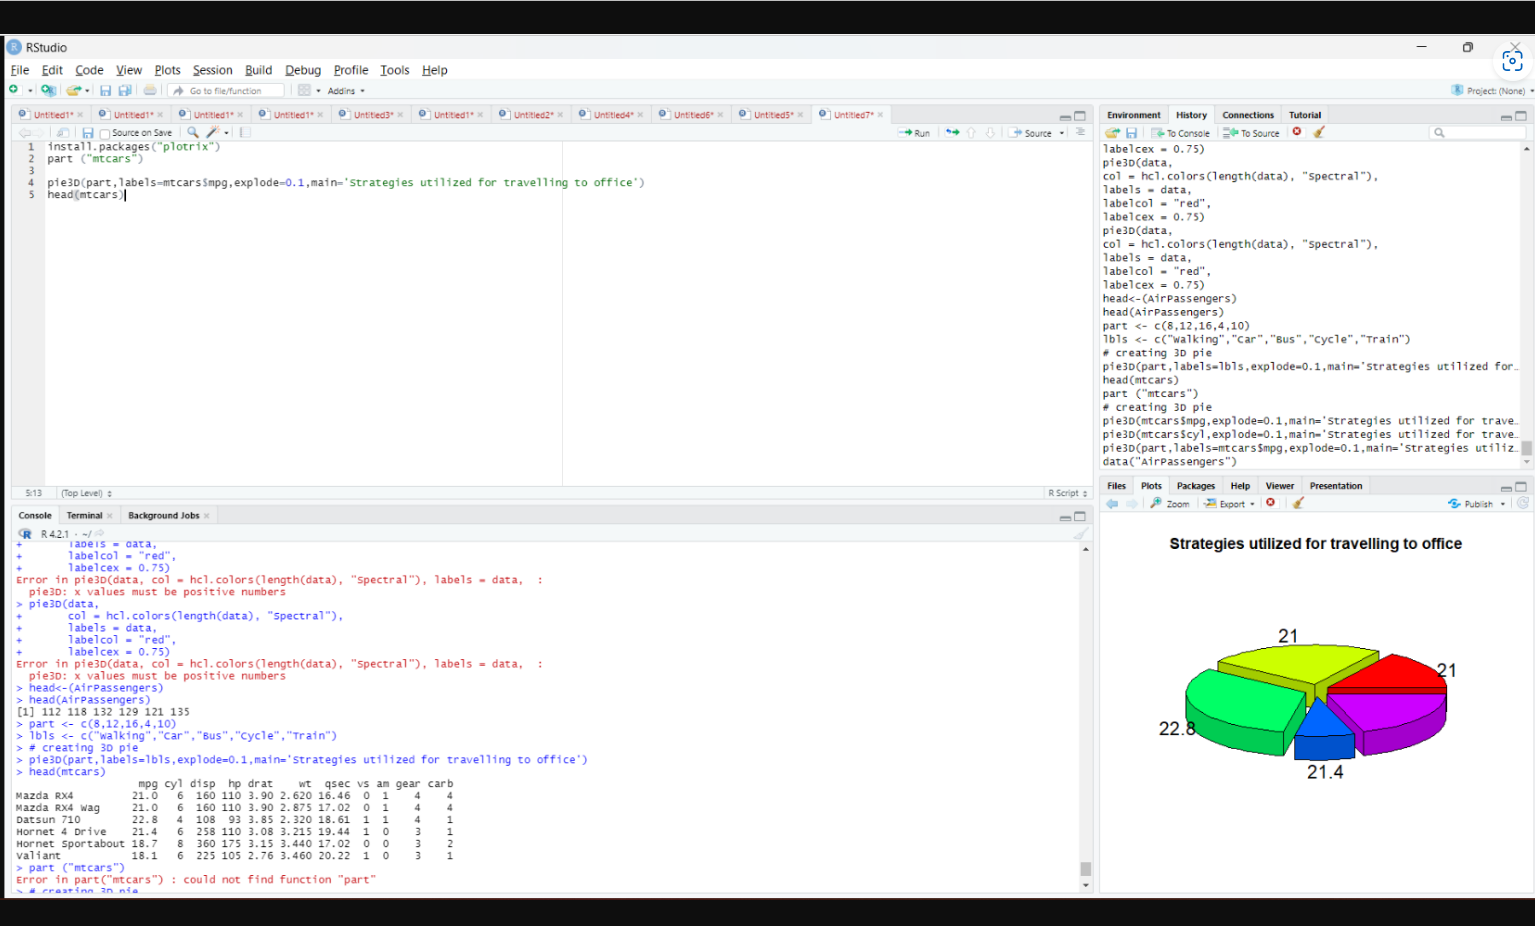 RStudio
File Edit Code View Plots Session Build Debug Profile Tools Help
Go to file/function Addins Project: (None)
Untitled1* Untitled1* Untitled1* Untitled1* Untitled3* Untitled1* Untitled2* Untitled4* Untitled6* Untitled5* Untitled7*
Source on Save Run Source
1 install.packages("plotrix")
2 part ("mtcars")
3
4 pie3D(part,labels=mtcars$mpg,explode=0.1,main='Strategies utilized for travelling to office')
5 head(mtcars)
5:13 (Top Level) R Script
Console Terminal Background Jobs
R 4.2.1 · ~/
+ labels = data,
+ labelcol = "red",
+ labelcex = 0.75)
Error in pie3D(data, col = hcl.colors(length(data), "Spectral"), labels = data, :
pie3D: x values must be positive numbers
> pie3D(data,
+ col = hcl.colors(length(data), "Spectral"),
+ labels = data,
+ labelcol = "red",
+ labelcex = 0.75)
Error in pie3D(data, col = hcl.colors(length(data), "Spectral"), labels = data, :
pie3D: x values must be positive numbers
> head<-(AirPassengers)
> head(AirPassengers)
[1] 112 118 132 129 121 135
> part <- c(8,12,16,4,10)
> lbls <- c("Walking","Car","Bus","Cycle","Train")
> # creating 3D pie
> pie3D(part,labels=lbls,explode=0.1,main='Strategies utilized for travelling to office')
> head(mtcars)
mpg cyl disp hp drat wt qsec vs am gear carb
Mazda RX4 21.0 6 160 110 3.90 2.620 16.46 0 1 4 4
Mazda RX4 Wag 21.0 6 160 110 3.90 2.875 17.02 0 1 4 4
Datsun 710 22.8 4 108 93 3.85 2.320 18.61 1 1 4 1
Hornet 4 Drive 21.4 6 258 110 3.08 3.215 19.44 1 0 3 1
Hornet Sportabout 18.7 8 360 175 3.15 3.440 17.02 0 0 3 2
Valiant 18.1 6 225 105 2.76 3.460 20.22 1 0 3 1
> part ("mtcars")
Error in part("mtcars") : could not find function "part"
> # creating 3D pie
Environment History Connections Tutorial
To Console To Source
labelcex = 0.75)
pie3D(data,
col = hcl.colors(length(data), "Spectral"),
labels = data,
labelcol = "red",
labelcex = 0.75)
pie3D(data,
col = hcl.colors(length(data), "Spectral"),
labels = data,
labelcol = "red",
labelcex = 0.75)
head<-(AirPassengers)
head(AirPassengers)
part <- c(8,12,16,4,10)
lbls <- c("Walking","Car","Bus","Cycle","Train")
# creating 3D pie
pie3D(part,labels=lbls,explode=0.1,main='Strategies utilized for…
head(mtcars)
part ("mtcars")
# creating 3D pie
pie3D(mtcars$mpg,explode=0.1,main='Strategies utilized for trave…
pie3D(mtcars$cyl,explode=0.1,main='Strategies utilized for trave…
pie3D(part,labels=mtcars$mpg,explode=0.1,main='Strategies utiliz…
data("AirPassengers")
Files Plots Packages Help Viewer Presentation
Zoom Export Publish
Strategies utilized for travelling to office
21
21
22.8
21.4